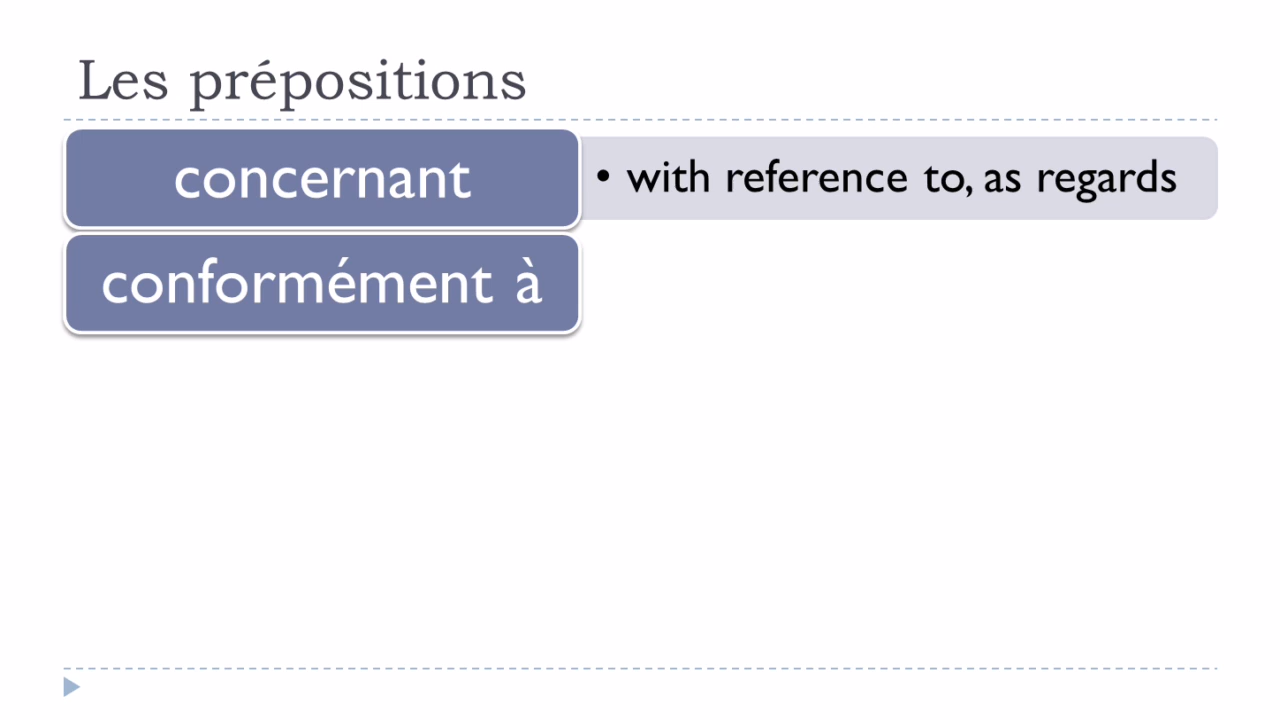 Les prépositions
concernant
• with reference to, as regards
conformément à